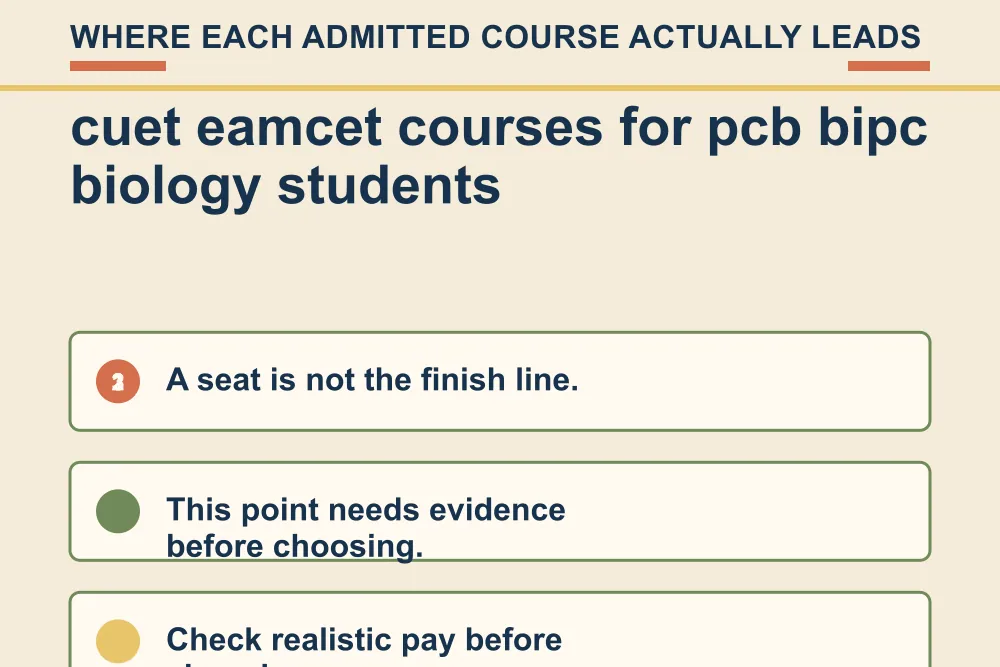 WHERE EACH ADMITTED COURSE ACTUALLY LEADS
cuet eamcet courses for pcb bipc
biology students
A seat is not the finish line.
This point needs evidence
before choosing.
Check realistic pay before